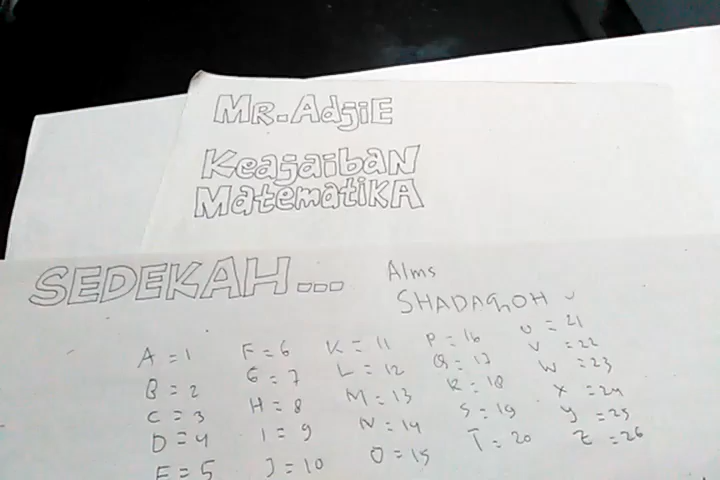 MR. AdjiE
KeajaibaN
MatematiKA
SEDEKAH...
Alms
SHADAQOH
A = 1 F = 6 K = 11 P = 16 U = 21
B = 2 G = 7 L = 12 Q = 17 V = 22
C = 3 H = 8 M = 13 R = 18 W = 23
D = 4 I = 9 N = 14 S = 19 X = 24
E = 5 J = 10 O = 15 T = 20 Y = 25
Z = 26